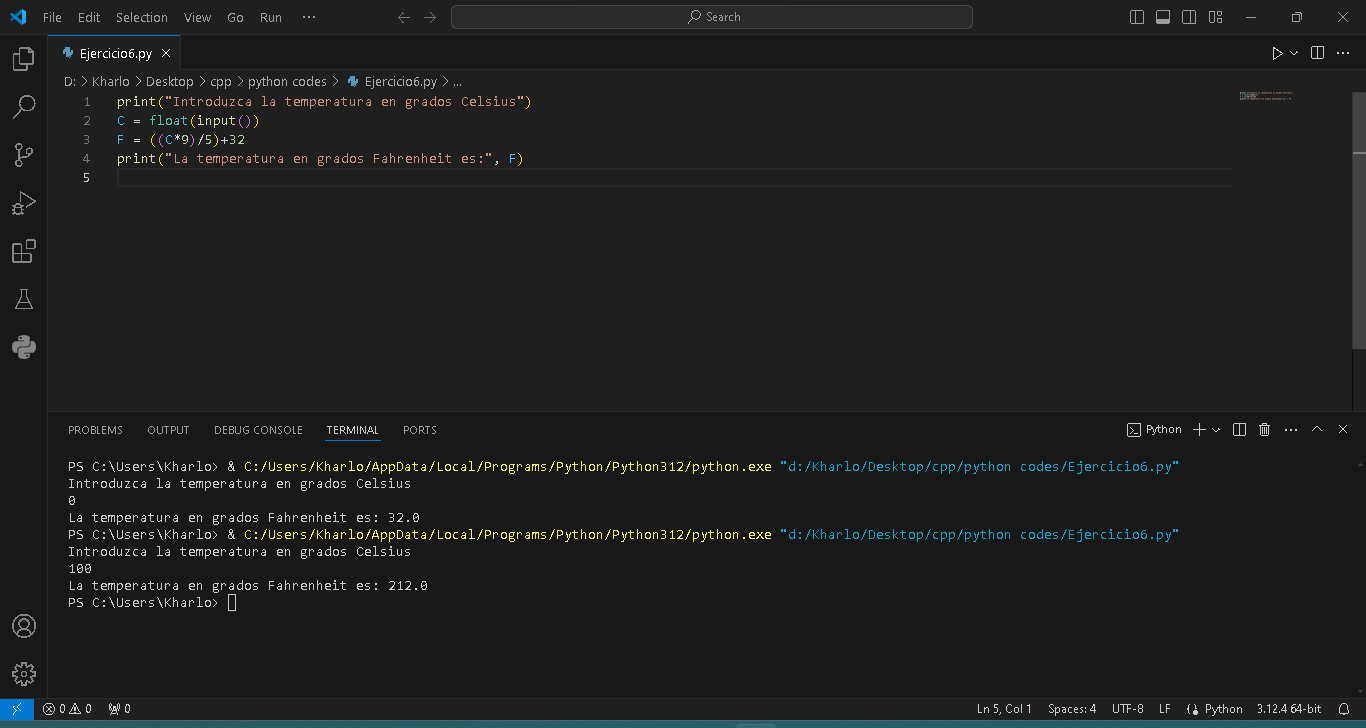 File Edit Selection View Go Run ··· Search
Ejercicio6.py
D: > Kharlo > Desktop > cpp > python codes > Ejercicio6.py > ...
1 print("Introduzca la temperatura en grados Celsius")
2 C = float(input())
3 F = ((C*9)/5)+32
4 print("La temperatura en grados Fahrenheit es:", F)
5
PROBLEMS OUTPUT DEBUG CONSOLE TERMINAL PORTS Python
PS C:\Users\Kharlo> & C:/Users/Kharlo/AppData/Local/Programs/Python/Python312/python.exe "d:/Kharlo/Desktop/cpp/python codes/Ejercicio6.py"
Introduzca la temperatura en grados Celsius
0
La temperatura en grados Fahrenheit es: 32.0
PS C:\Users\Kharlo> & C:/Users/Kharlo/AppData/Local/Programs/Python/Python312/python.exe "d:/Kharlo/Desktop/cpp/python codes/Ejercicio6.py"
Introduzca la temperatura en grados Celsius
100
La temperatura en grados Fahrenheit es: 212.0
PS C:\Users\Kharlo>
0 0 0 Ln 5, Col 1 Spaces: 4 UTF-8 LF Python 3.12.4 64-bit